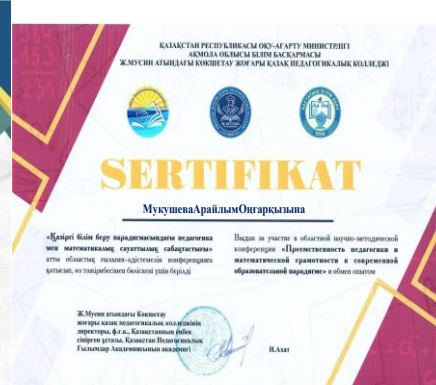 ҚАЗАҚСТАН РЕСПУБЛИКАСЫ ОҚУ-АҒАРТУ МИНИСТРЛІГІ
АҚМОЛА ОБЛЫСЫ БІЛІМ БАСҚАРМАСЫ
Ж.МУСИН АТЫНДАҒЫ КӨКШЕТАУ ЖОҒАРЫ ҚАЗАҚ ПЕДАГОГИКАЛЫҚ КОЛЛЕДЖІ
SERTIFIKAT
МукушеваАрайлымОңғарқызына
«Қазіргі білім беру парадигмасындағы педагогика
мен математикалық сауаттылық сабақтастығы»
атты облыстық ғылыми-әдістемелік конференцияға
қатысып, өз тәжірибесімен бөліскені үшін беріледі
Выдан за участие в областной научно-методической
конференции «Преемственность педагогики и
математической грамотности в современной
образовательной парадигме» и обмен опытом
Ж.Мусин атындағы Көкшетау
жоғары қазақ педагогикалық колледжінің
директоры, ф.ғ.к., Қазақстанның еңбек
сіңірген ұстазы, Қазақстан Педагогикалық
Ғылымдар Академиясының академигі
Н.Ахат